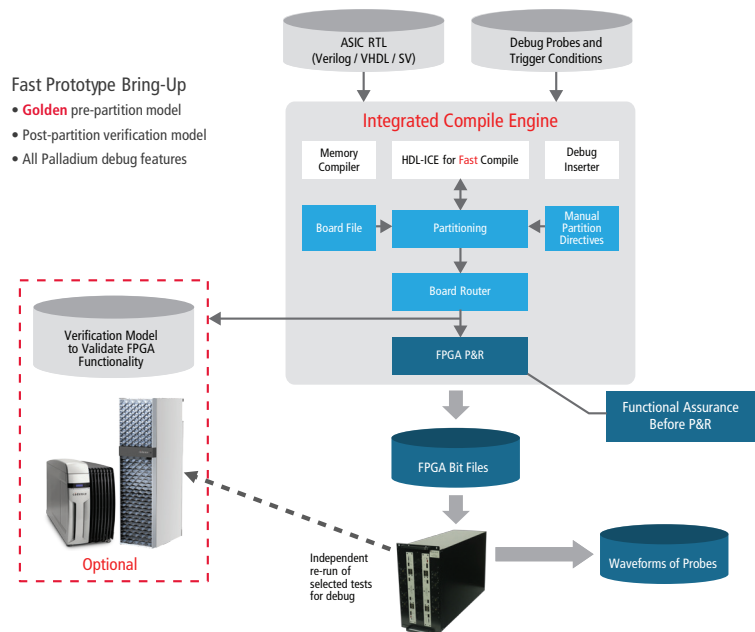 ASIC RTL
(Verilog / VHDL / SV)
Debug Probes and
Trigger Conditions
Fast Prototype Bring-Up
• Golden pre-partition model
• Post-partition verification model
• All Palladium debug features
Integrated Compile Engine
Memory
Compiler
HDL-ICE for Fast Compile
Debug
Inserter
Board File
Partitioning
Manual
Partition
Directives
Board Router
Verification Model
to Validate FPGA
Functionality
FPGA P&R
Functional Assurance
Before P&R
FPGA Bit Files
Optional
Independent
re-run of
selected tests
for debug
Waveforms of Probes